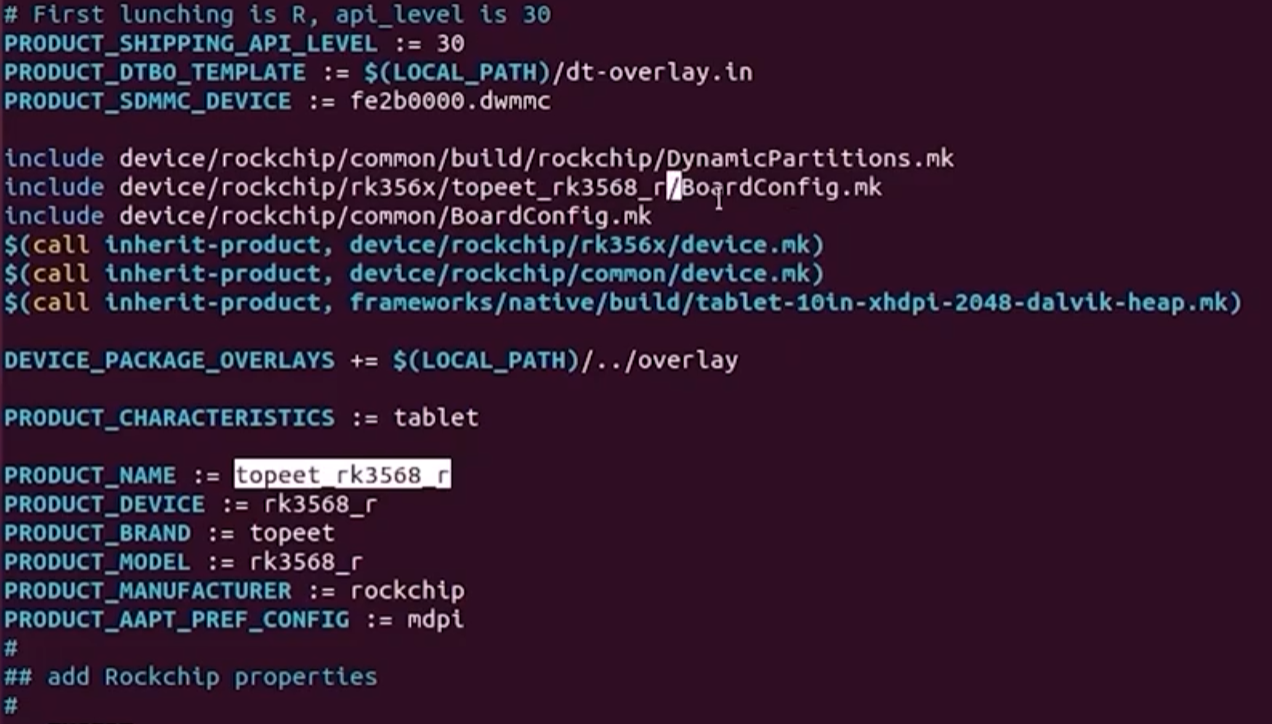 # First lunching is R, api_level is 30
PRODUCT_SHIPPING_API_LEVEL := 30
PRODUCT_DTBO_TEMPLATE := $(LOCAL_PATH)/dt-overlay.in
PRODUCT_SDMMC_DEVICE := fe2b0000.dwmmc
include device/rockchip/common/build/rockchip/DynamicPartitions.mk
include device/rockchip/rk356x/topeet_rk3568_r/BoardConfig.mk
include device/rockchip/common/BoardConfig.mk
$(call inherit-product, device/rockchip/rk356x/device.mk)
$(call inherit-product, device/rockchip/common/device.mk)
$(call inherit-product, frameworks/native/build/tablet-10in-xhdpi-2048-dalvik-heap.mk)
DEVICE_PACKAGE_OVERLAYS += $(LOCAL_PATH)/../overlay
PRODUCT_CHARACTERISTICS := tablet
PRODUCT_NAME := topeet_rk3568_r
PRODUCT_DEVICE := rk3568_r
PRODUCT_BRAND := topeet
PRODUCT_MODEL := rk3568_r
PRODUCT_MANUFACTURER := rockchip
PRODUCT_AAPT_PREF_CONFIG := mdpi
#
## add Rockchip properties
#